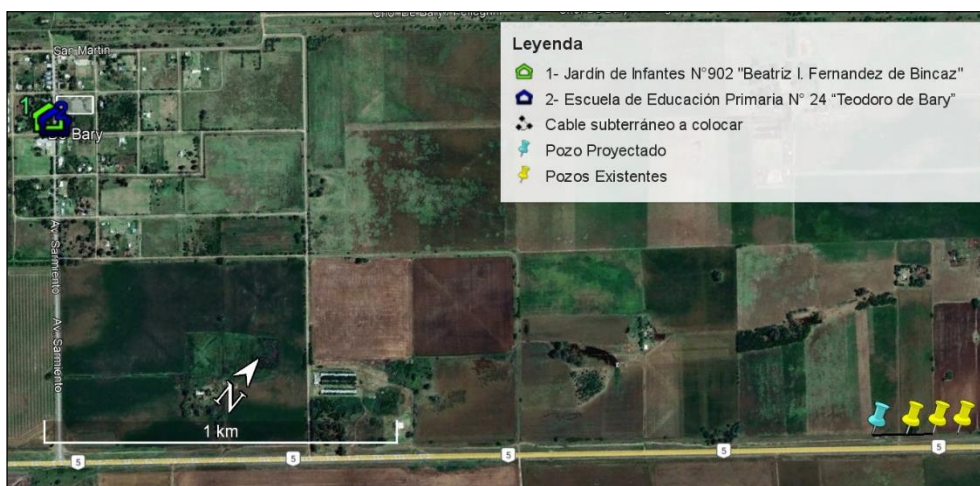 San Martin
1
De Bary
Av. Sarmiento
Av. Sarmiento
Leyenda
1- Jardín de Infantes N°902 "Beatriz I. Fernandez de Bincaz"
2- Escuela de Educación Primaria N° 24 “Teodoro de Bary”
Cable subterráneo a colocar
Pozo Proyectado
Pozos Existentes
N
1 km
5
5
5
5
5